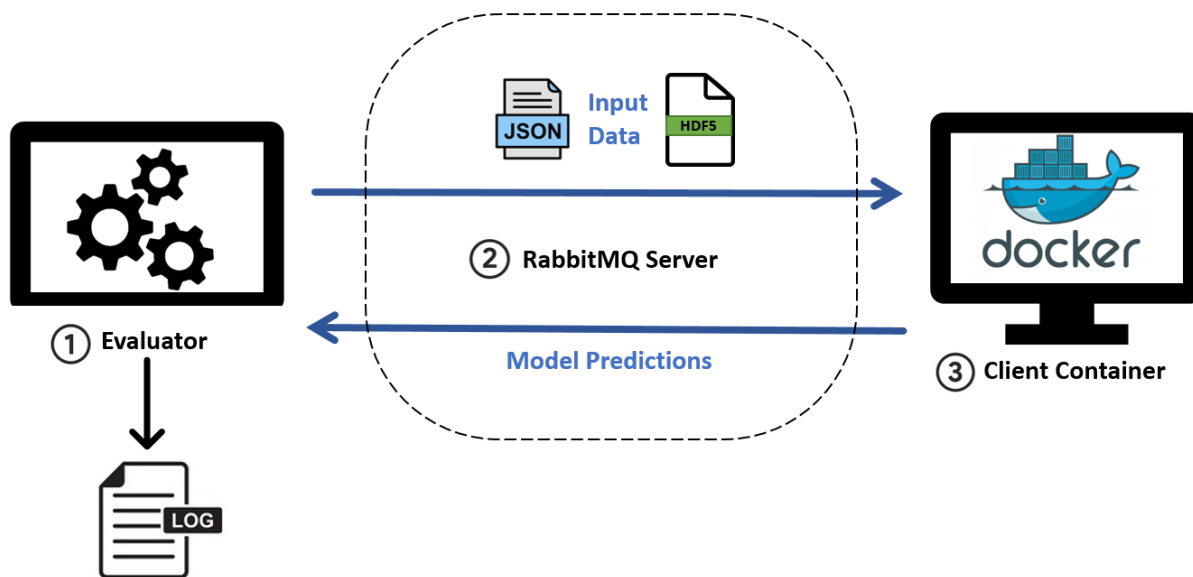 JSON
Input
Data
HDF5
docker
2 RabbitMQ Server
1 Evaluator
Model Predictions
3 Client Container
LOG